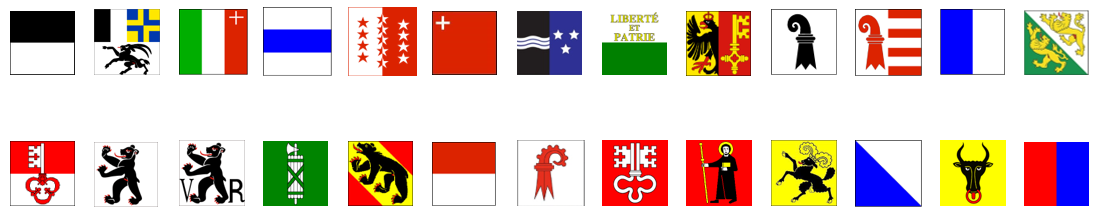 LIBERTÉ
ET
PATRIE
V R